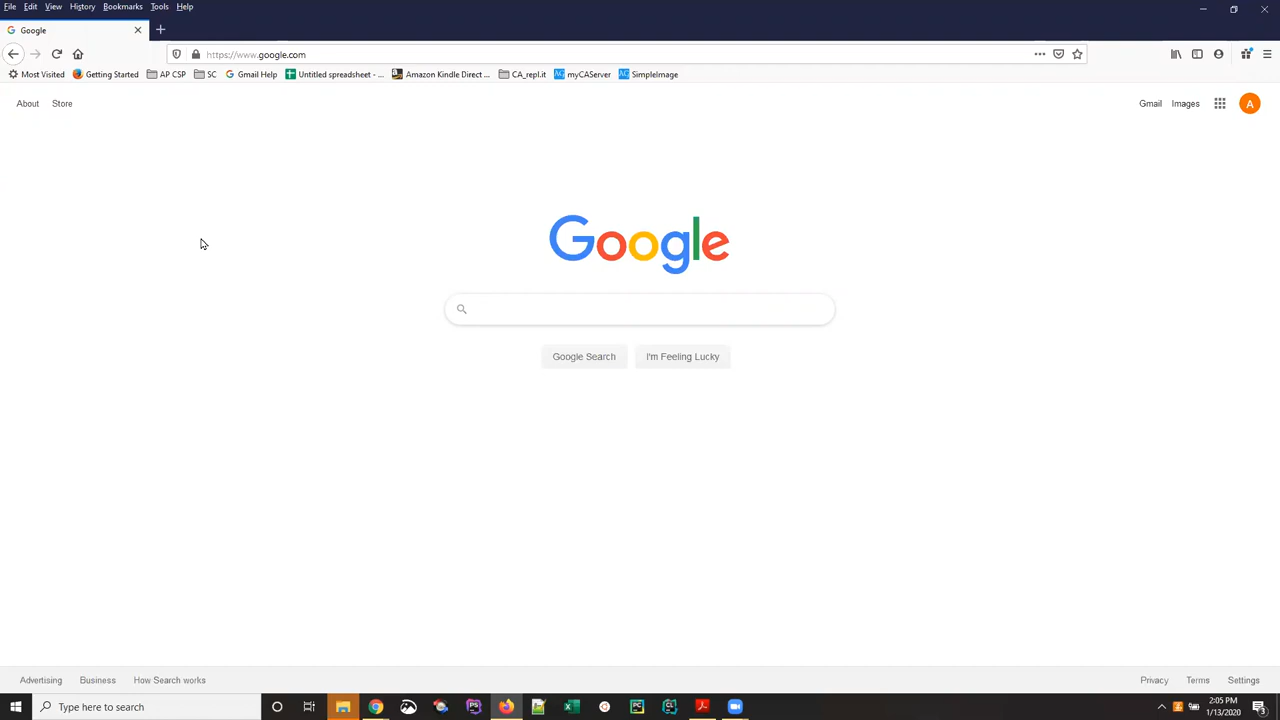 File Edit View History Bookmarks Tools Help
Google
https://www.google.com
Most Visited Getting Started AP CSP SC Gmail Help Untitled spreadsheet - ... Amazon Kindle Direct ... CA_repl.it myCAServer SimpleImage
About Store Gmail Images A
Google
Google Search I'm Feeling Lucky
Advertising Business How Search works Privacy Terms Settings
Type here to search
2:05 PM
1/13/2020